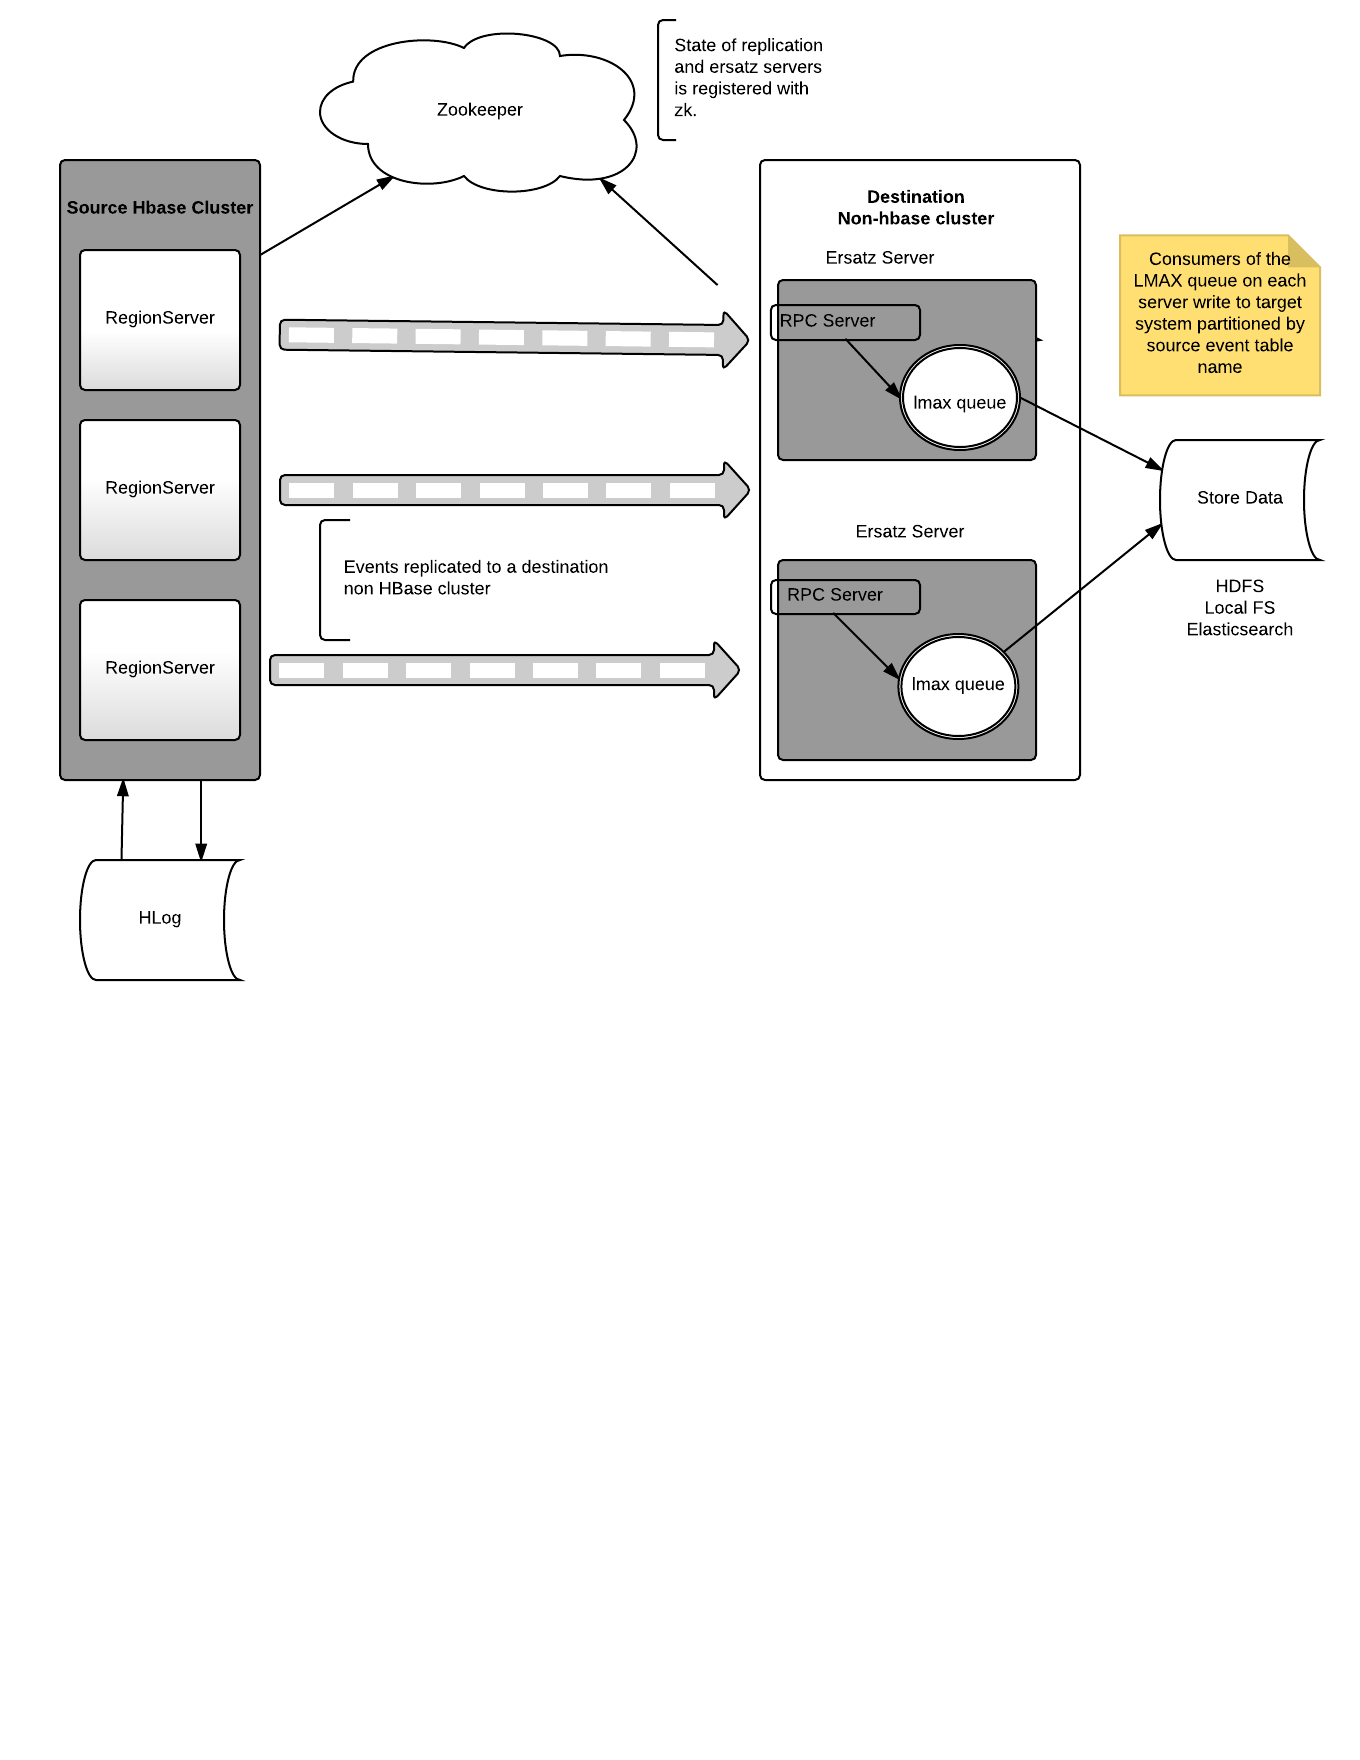 State of replication
and ersatz servers
is registered with
zk.
Zookeeper
Source Hbase Cluster
RegionServer
RegionServer
RegionServer
Events replicated to a destination
non HBase cluster
Destination
Non-hbase cluster
Ersatz Server
RPC Server
lmax queue
Ersatz Server
RPC Server
lmax queue
Consumers of the
LMAX queue on each
server write to target
system partitioned by
source event table
name
Store Data
HDFS
Local FS
Elasticsearch
HLog